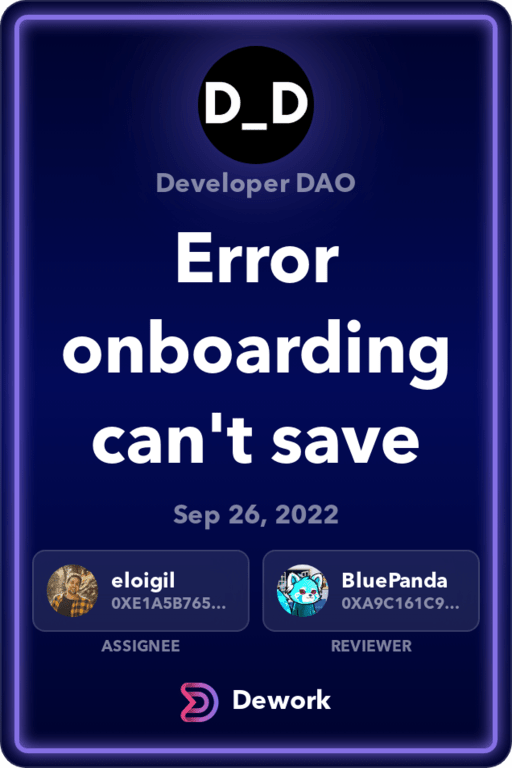 D_D
Developer DAO
Error
onboarding
can't save
Sep 26, 2022
eloigil
0XE1A5B765...
BluePanda
0XA9C161C9...
ASSIGNEE
REVIEWER
Dework